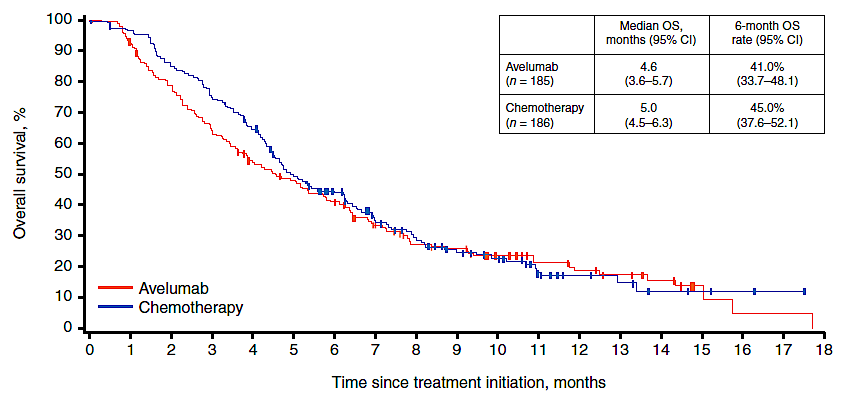 Median OS, 6-month OS
months (95% CI) rate (95% CI)
Avelumab 4.6 41.0%
(n = 185) (3.6–5.7) (33.7–48.1)
Chemotherapy 5.0 45.0%
(n = 186) (4.5–6.3) (37.6–52.1)
Overall survival, %
100
90
80
70
60
50
40
30
20
10
0
Avelumab
Chemotherapy
0 1 2 3 4 5 6 7 8 9 10 11 12 13 14 15 16 17 18
Time since treatment initiation, months